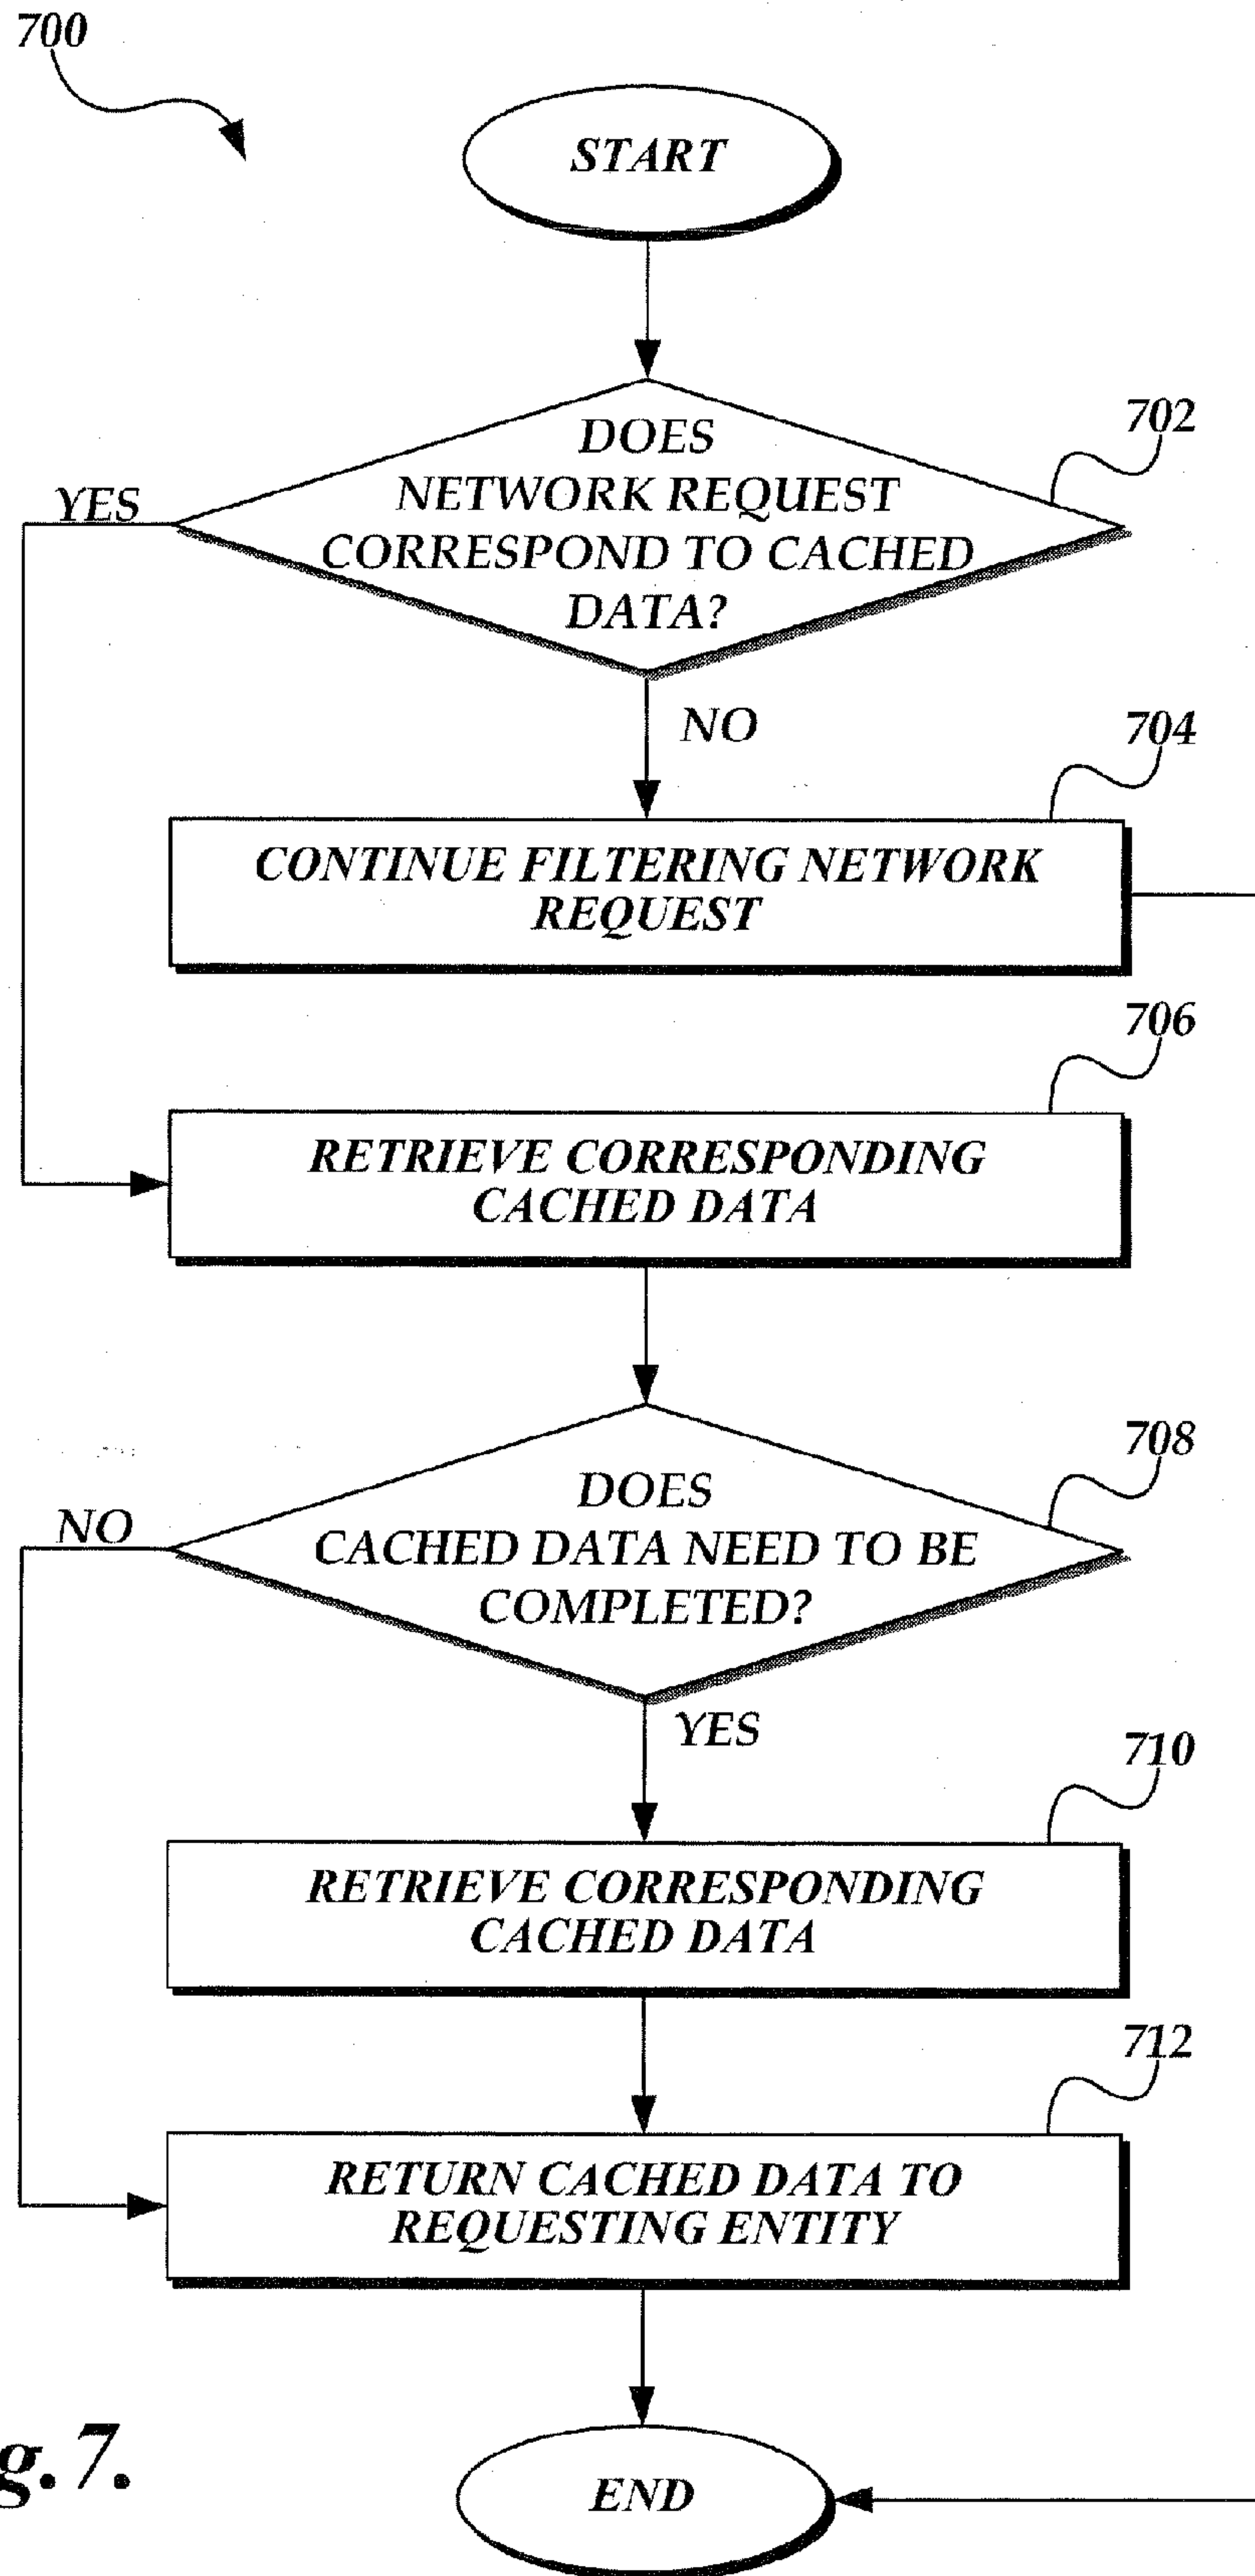 700
START
702
DOES
NETWORK REQUEST
CORRESPOND TO CACHED
DATA?
YES
NO
704
CONTINUE FILTERING NETWORK
REQUEST
706
RETRIEVE CORRESPONDING
CACHED DATA
708
DOES
CACHED DATA NEED TO BE
COMPLETED?
NO
YES
710
RETRIEVE CORRESPONDING
CACHED DATA
712
RETURN CACHED DATA TO
REQUESTING ENTITY
g.7.
END